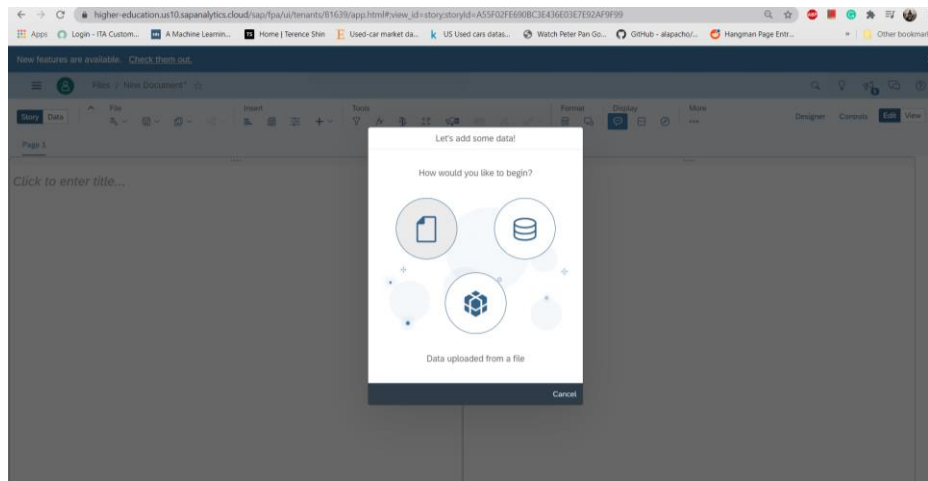 higher-education.us10.sapanalytics.cloud/sap/fpa/ui/tenants/81639/app.html#;view_id=story;storyId=A55F02FE690BC3E436E03E7E92AF9F99
Apps Login - ITA Custom... A Machine Learnin... TS Home | Terence Shin E Used-car market da... k US Used cars datas... Watch Peter Pan Go... GitHub - alapacho/... Hangman Page Entr... » Other bookmar
New features are available. Check them out.
Files / New Document*
File Insert Tools Format Display More
Story Data Designer Controls Edit View
Page 1
Let's add some data!
Click to enter title...
How would you like to begin?
Data uploaded from a file
Cancel